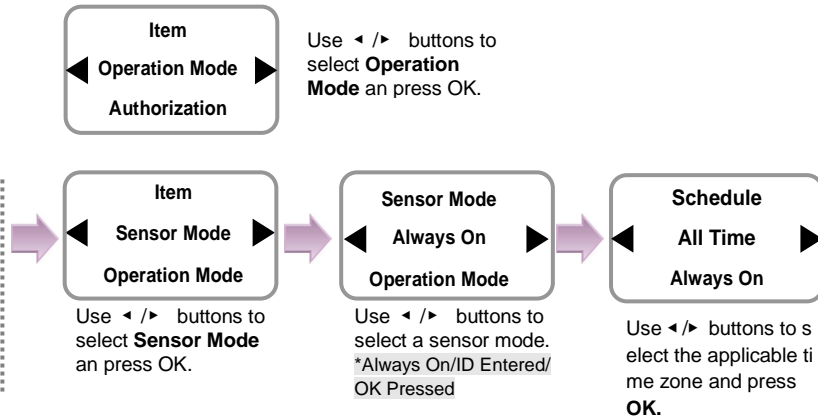 Item
Operation Mode
Authorization
Use ◂ /▸ buttons to
select Operation
Mode an press OK.
Item
Sensor Mode
Operation Mode
Use ◂ /▸ buttons to
select Sensor Mode
an press OK.
Sensor Mode
Always On
Operation Mode
Use ◂ /▸ buttons to
select a sensor mode.
*Always On/ID Entered/
OK Pressed
Schedule
All Time
Always On
Use ◂ /▸ buttons to s
elect the applicable ti
me zone and press
OK.